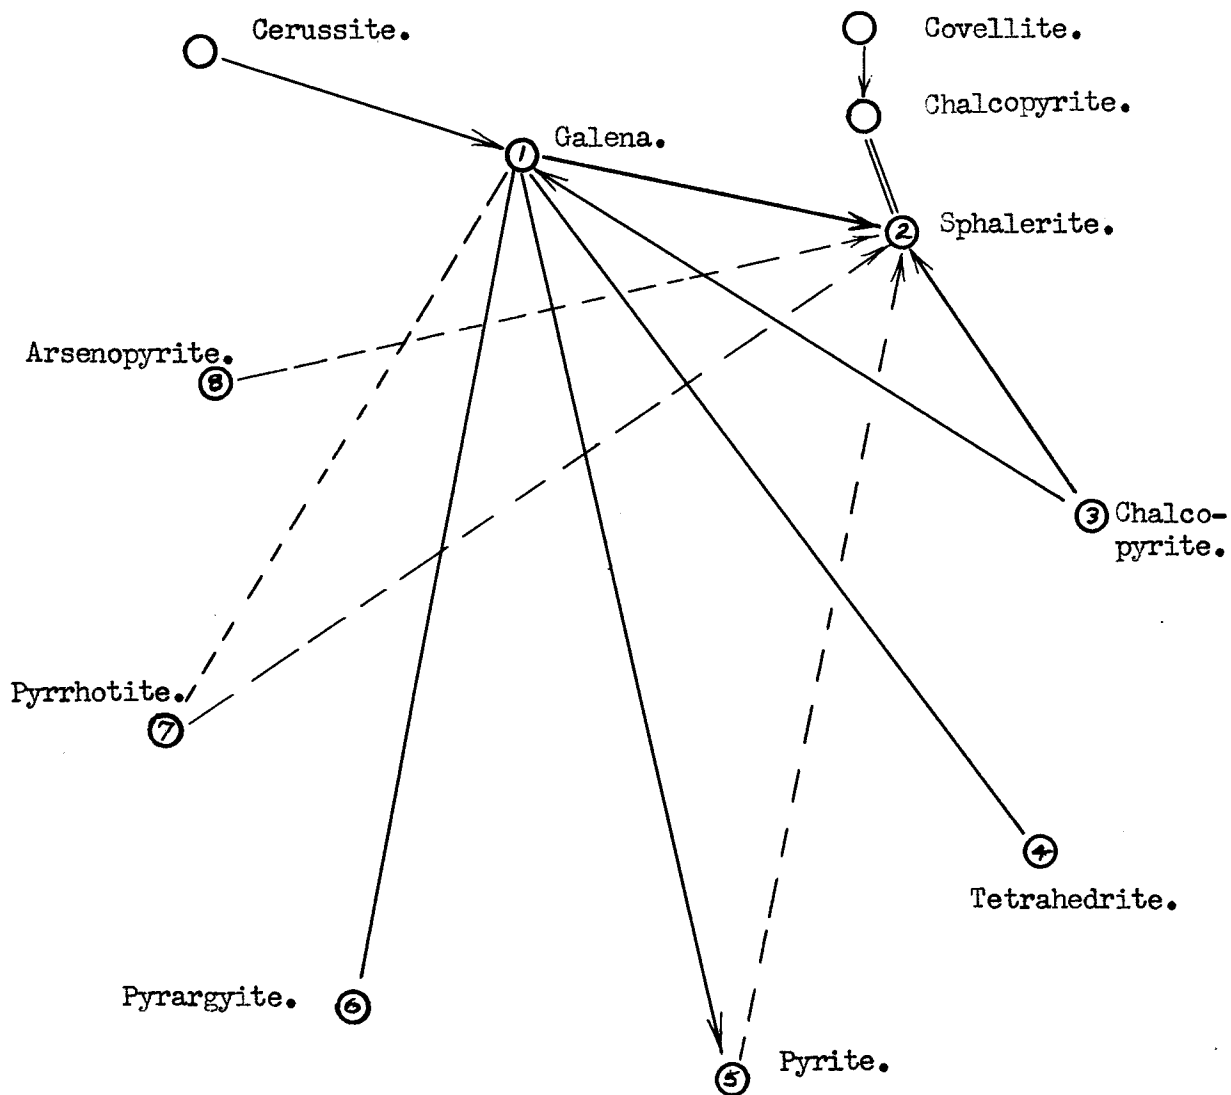 Cerussite.
Covellite.
Chalcopyrite.
1 Galena.
2 Sphalerite.
Arsenopyrite.
8
3 Chalco-
pyrite.
Pyrrhotite.
7
4
Tetrahedrite.
Pyrargyite. 6
5 Pyrite.